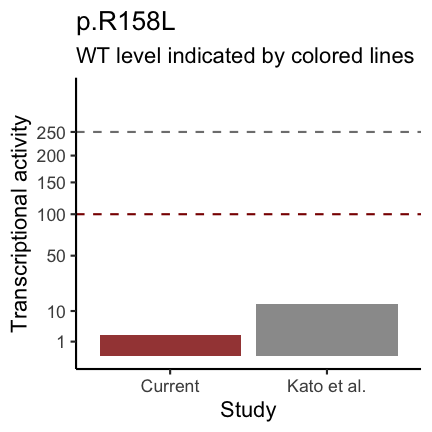 p.R158L
WT level indicated by colored lines
Transcriptional activity
250
200
150
100
50
10
1
Current
Kato et al.
Study